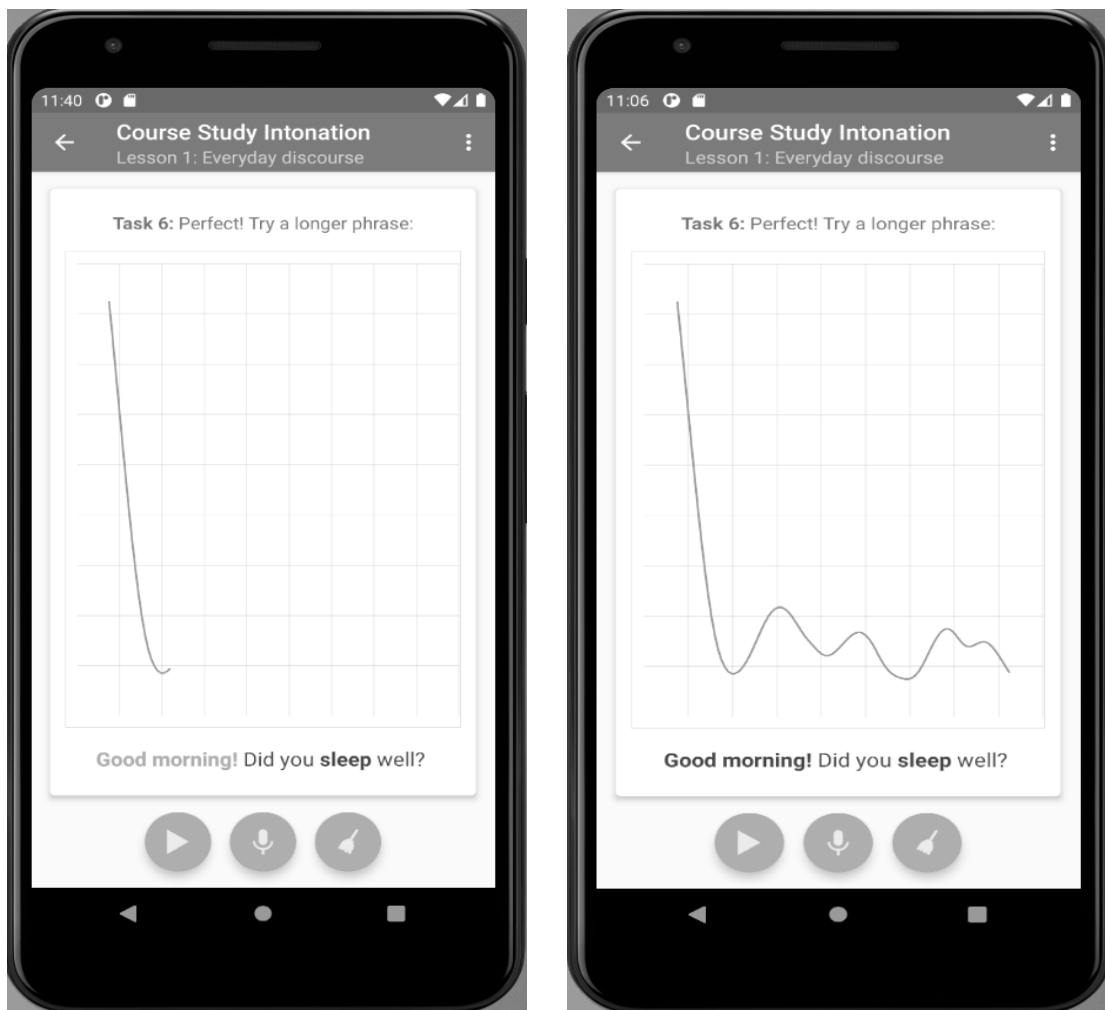 11:40
Course Study Intonation
Lesson 1: Everyday discourse
Task 6: Perfect! Try a longer phrase:
Good morning! Did you sleep well?
11:06
Course Study Intonation
Lesson 1: Everyday discourse
Task 6: Perfect! Try a longer phrase:
Good morning! Did you sleep well?